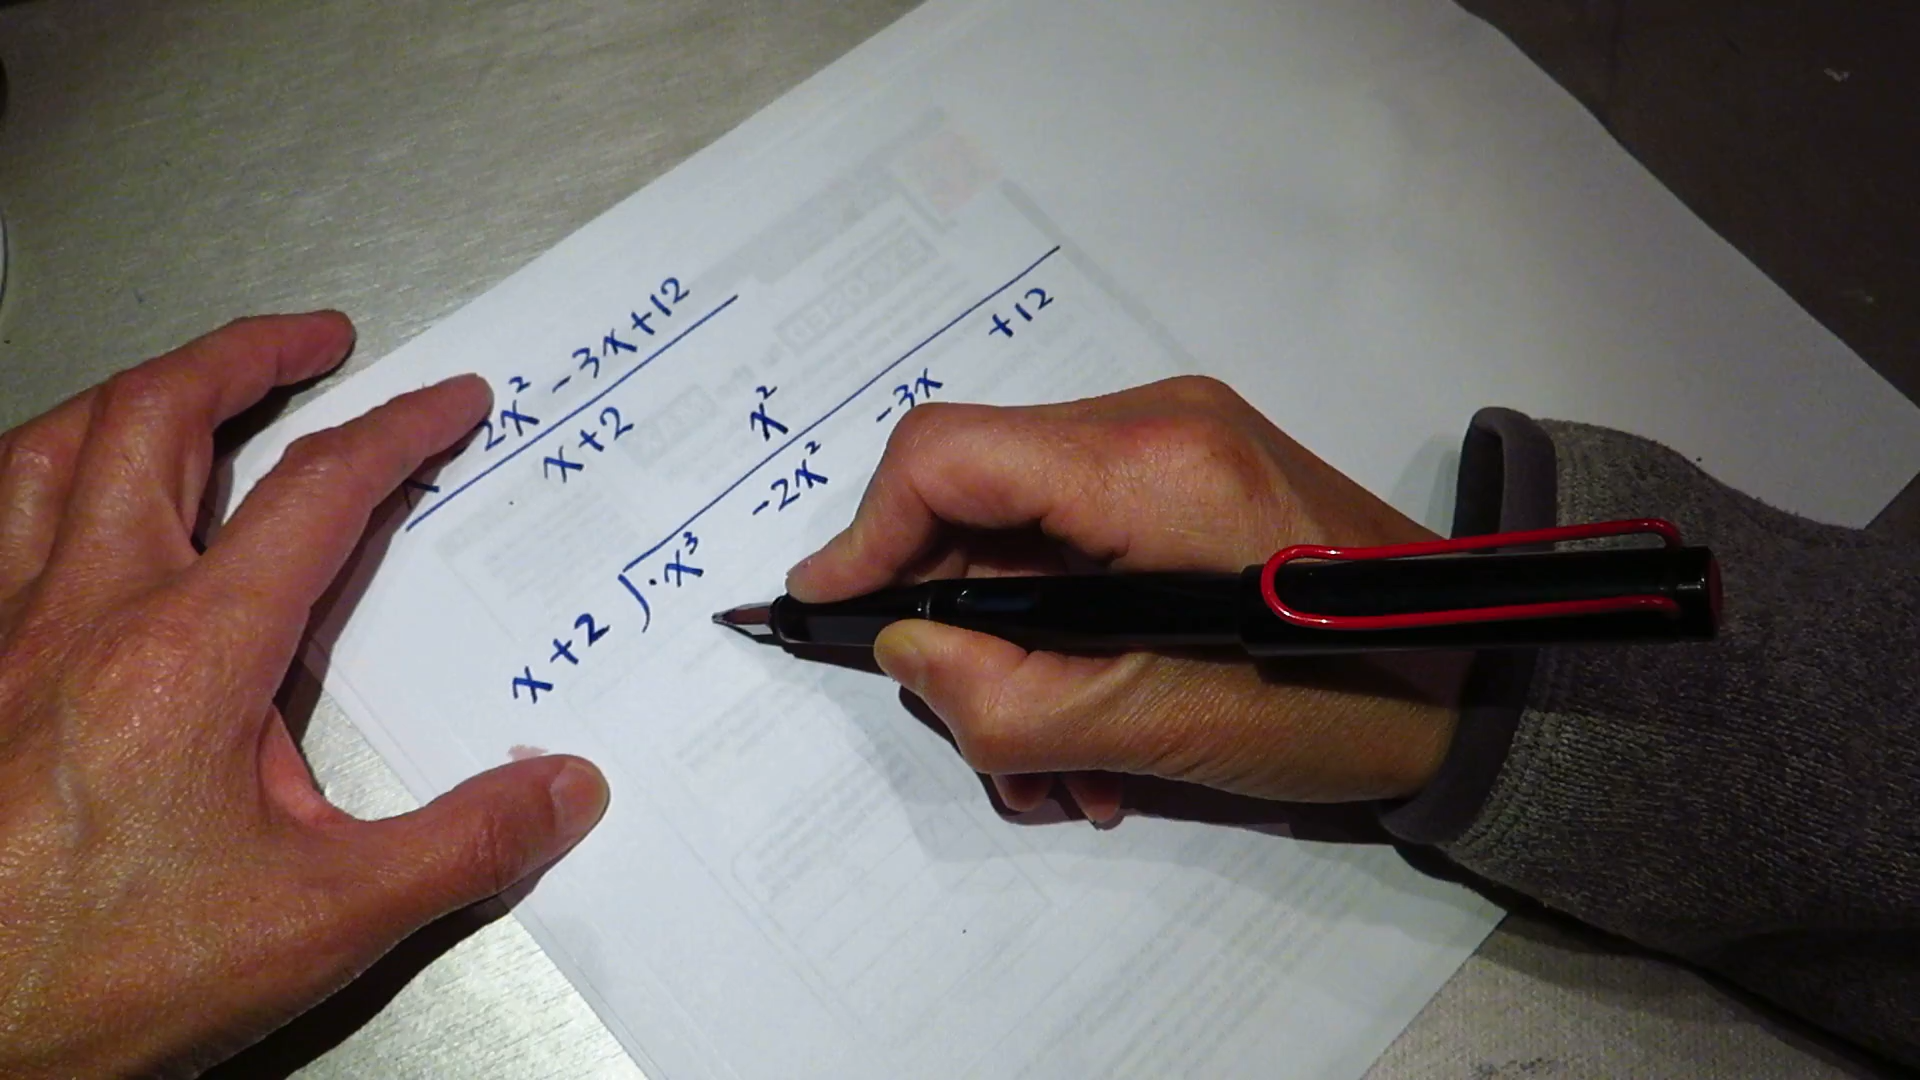 2x² -3x+12
x+2
x²
x+2 x³ -2x² -3x +12